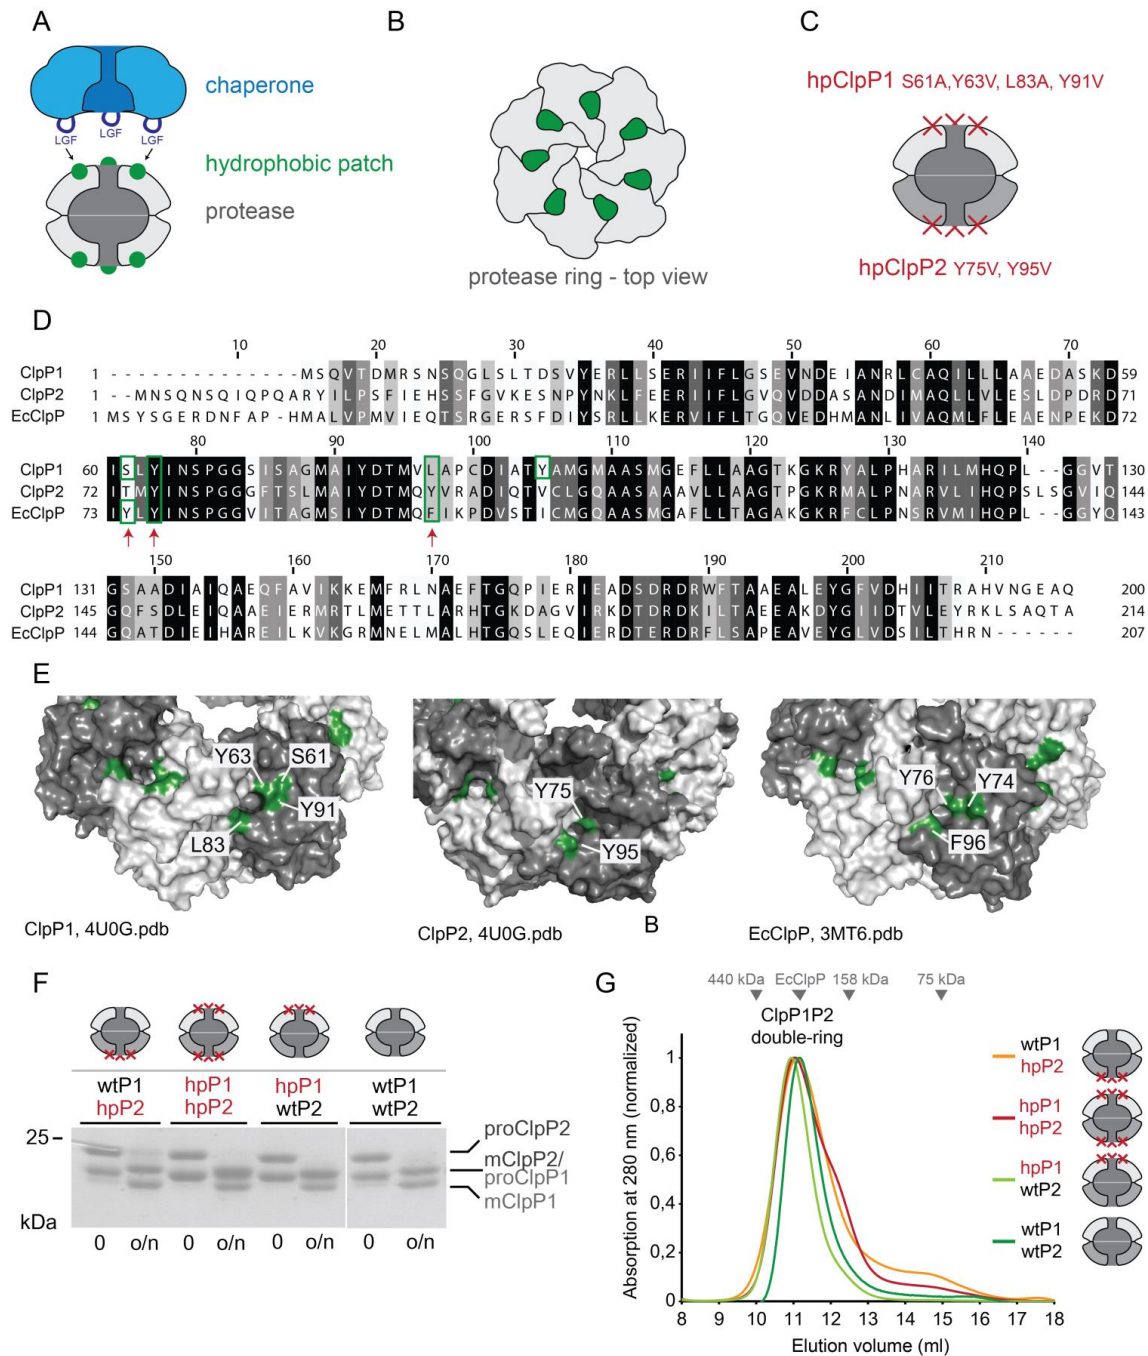 A
chaperone
LGF LGF LGF
hydrophobic patch
protease
B
protease ring - top view
C
hpClpP1 S61A,Y63V, L83A, Y91V
hpClpP2 Y75V, Y95V
D
10 20 30 40 50 60 70
ClpP1 1 - - - - - - - - - - - - - - M S Q V T D M R S N S Q G L S L T D S V Y E R L L S E R I I F L G S E V N D E I A N R L C A Q I L L L A A E D A S K D 59
ClpP2 1 - - M N S Q N S Q I Q P Q A R Y I L P S F I E H S S F G V K E S N P Y N K L F E E R I I F L G V Q V D D A S A N D I M A Q L L V L E S L D P D R D 71
EcClpP 1 M S Y S G E R D N F A P - H M A L V P M V I E Q T S R G E R S F D I Y S R L L K E R V I F L T G Q V E D H M A N L I V A Q M L F L E A E N P E K D 72
80 90 100 110 120 130 140
ClpP1 60 I S L Y I N S P G G S I S A G M A I Y D T M V L A P C D I A T Y A M G M A A S M G E F L L A A G T K G K R Y A L P H A R I L M H Q P L - - G G V T 130
ClpP2 72 I T M Y I N S P G G G F T S L M A I Y D T M Q Y V R A D I Q T V C L G Q A A S A A A V L L A A G T P G K R M A L P N A R V L I H Q P S L S G V I Q 144
EcClpP 73 I Y L Y I N S P G G V I T A G M S I Y D T M Q F I K P D V S T I C M G Q A A S M G A F L L T A G A K G K R F C L P N S R V M I H Q P L - - G G Y Q 143
150 160 170 180 190 200 210
ClpP1 131 G S A A D I A I Q A E Q F A V I K K E M F R L N A E F T G Q P I E R I E A D S D R D R W F T A A E A L E Y G F V D H I I T R A H V N G E A Q 200
ClpP2 145 G Q F S D L E I Q A A E I E R M R T L M E T T L A R H T G K D A G V I R K D T D R D K I L T A E E A K D Y G I I D T V L E Y R K L S A Q T A 214
EcClpP 144 G Q A T D I E I H A R E I L K V K G R M N E L M A L H T G Q S L E Q I E R D T E R D R F L S A P E A V E Y G L V D S I L T H R N - - - - - - 207
E
Y63 S61
Y91
L83
ClpP1, 4U0G.pdb
Y75
Y95
ClpP2, 4U0G.pdb
B
Y76 Y74
F96
EcClpP, 3MT6.pdb
F
wtP1 hpP1 hpP1 wtP1
hpP2 hpP2 wtP2 wtP2
25
kDa
proClpP2
mClpP2/
proClpP1
mClpP1
0 o/n 0 o/n 0 o/n 0 o/n
G
440 kDa EcClpP 158 kDa 75 kDa
ClpP1P2
double-ring
Absorption at 280 nm (normalized)
1
0,8
0,6
0,4
0,2
0
8 9 10 11 12 13 14 15 16 17 18
Elution volume (ml)
wtP1
hpP2
hpP1
hpP2
hpP1
wtP2
wtP1
wtP2